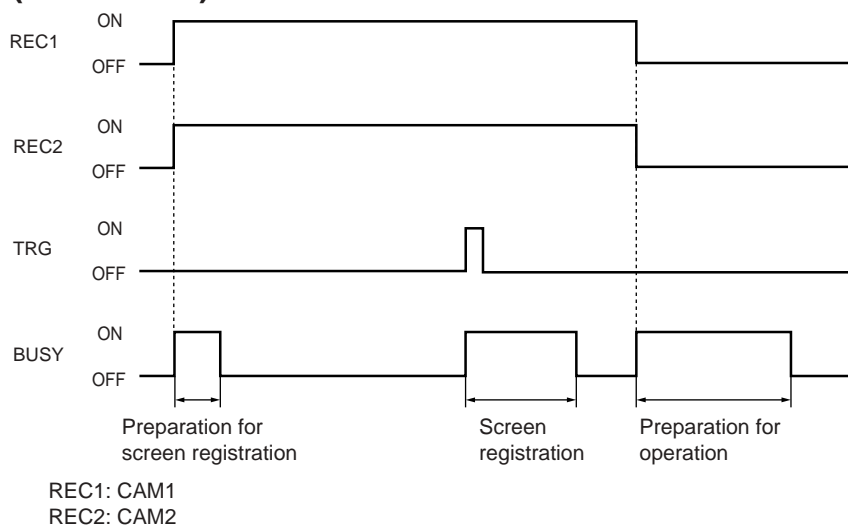 ON
REC1
OFF
ON
REC2
OFF
ON
TRG
OFF
ON
BUSY
OFF
Preparation for
screen registration
Screen
registration
Preparation for
operation
REC1: CAM1
REC2: CAM2